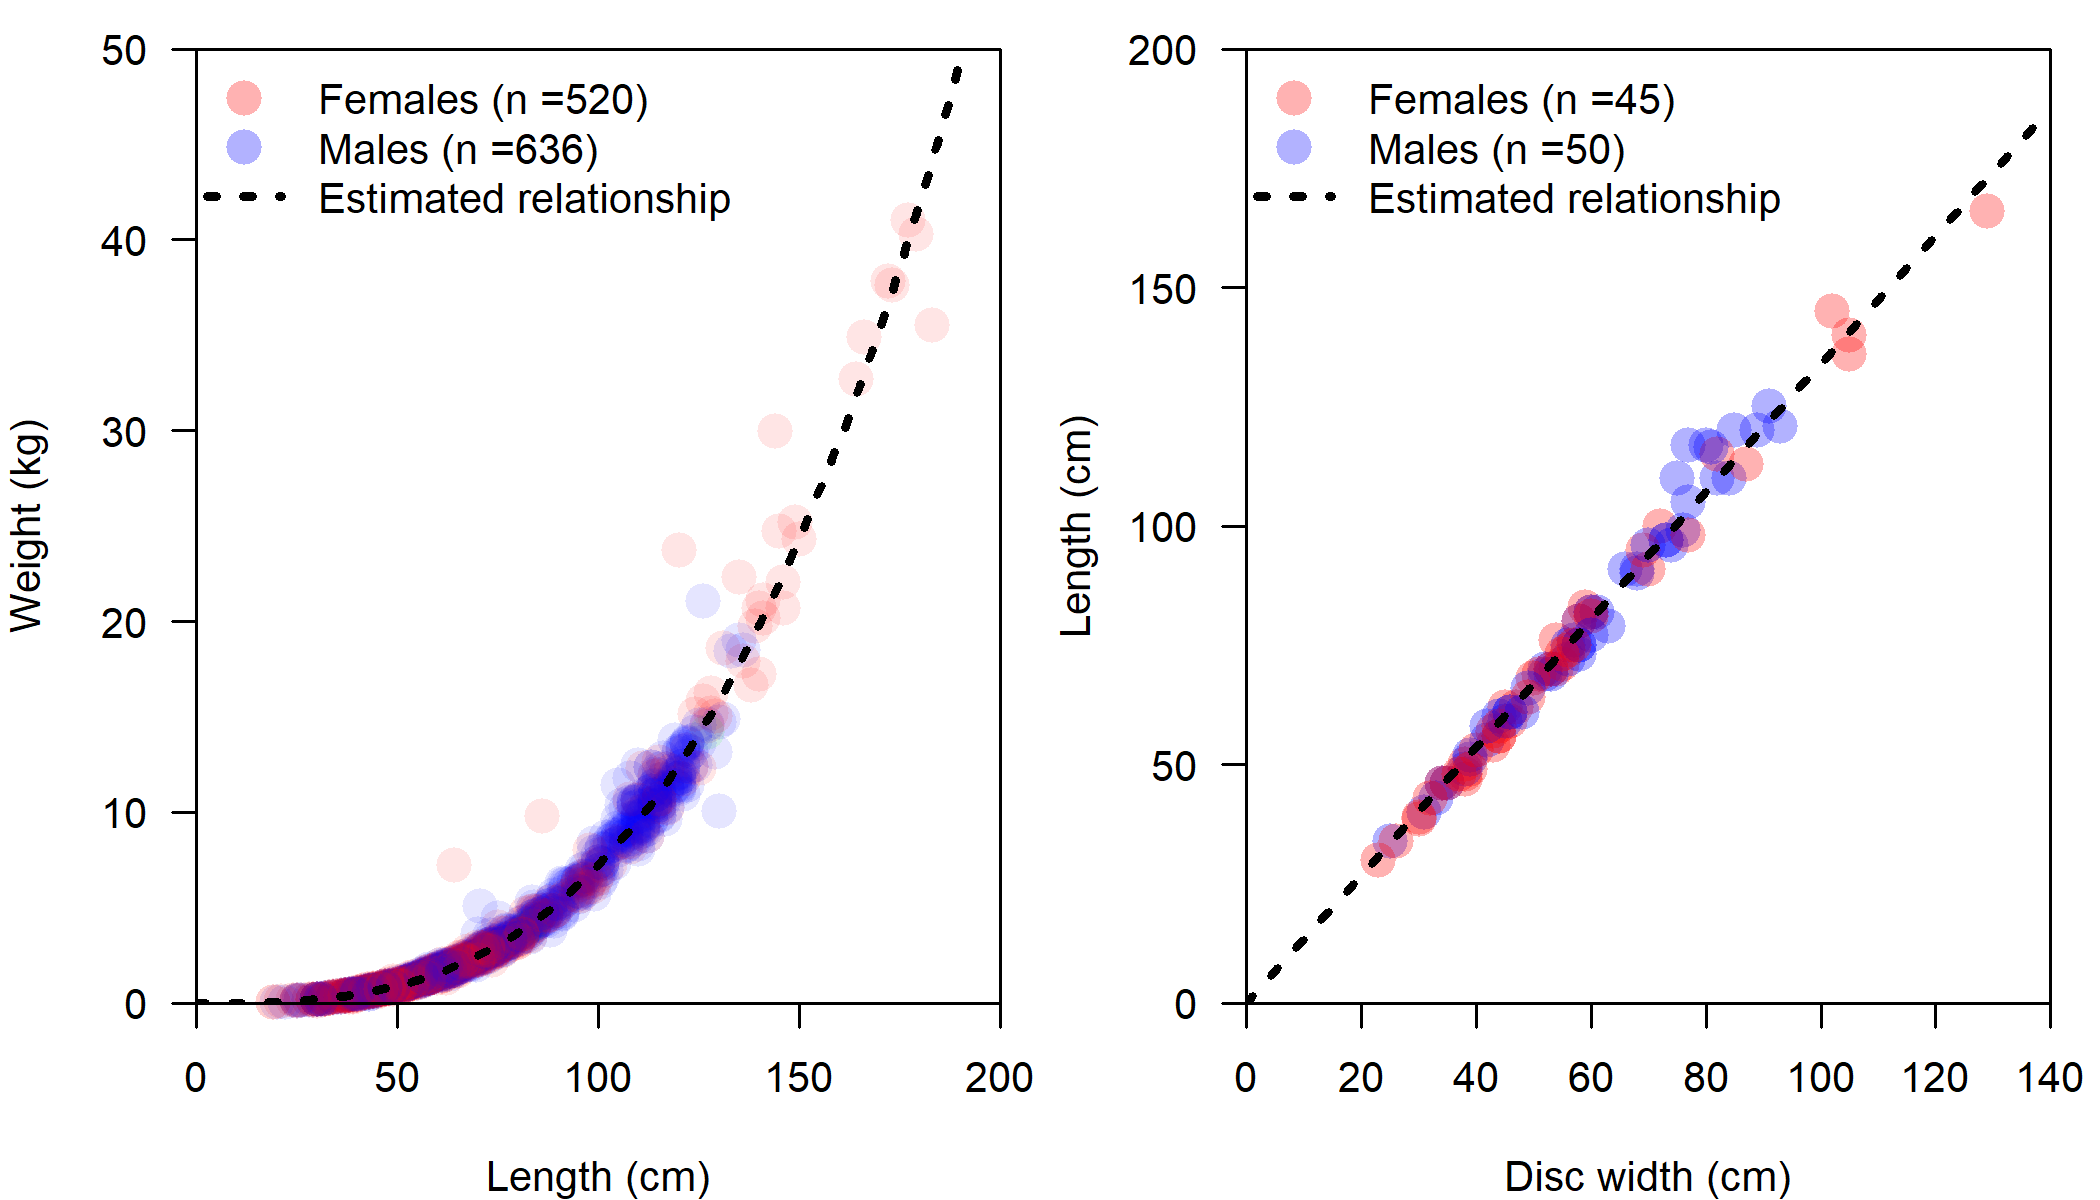 50
40
30
20
10
0
Weight (kg)
Females (n =520)
Males (n =636)
Estimated relationship
0 50 100 150 200
Length (cm)
200
150
100
50
0
Length (cm)
Females (n =45)
Males (n =50)
Estimated relationship
0 20 40 60 80 100 120 140
Disc width (cm)